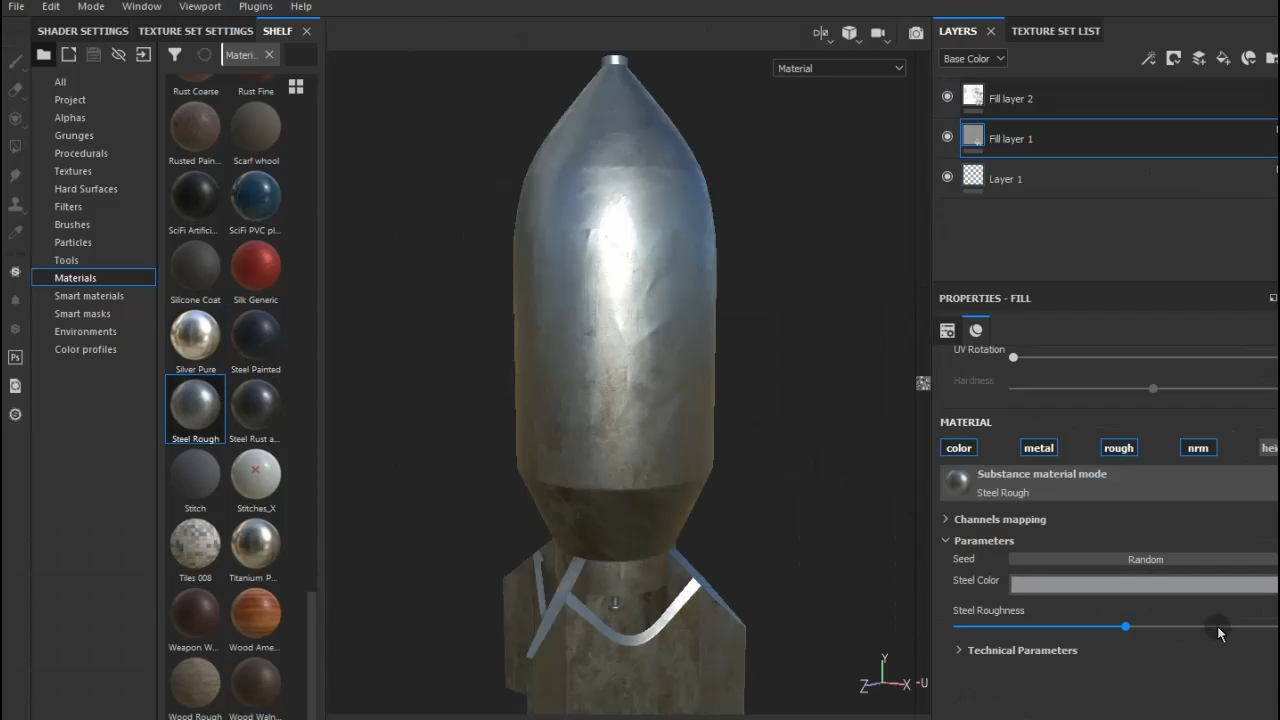 File Edit Mode Window Viewport Plugins Help
SHADER SETTINGS TEXTURE SET SETTINGS SHELF
Materi..
All
Project
Alphas
Grunges
Procedurals
Textures
Hard Surfaces
Filters
Brushes
Particles
Tools
Materials
Smart materials
Smart masks
Environments
Color profiles
Rust Coarse Rust Fine
Rusted Pain... Scarf whool
SciFi Artifici... SciFi PVC pl...
Silicone Coat Silk Generic
Silver Pure Steel Painted
Steel Rough Steel Rust a...
Stitch Stitches_X
Tiles 008 Titanium P...
Weapon W... Wood Ame...
Wood Rough Wood Waln...
Ps
Material
Y
Z X -U
LAYERS TEXTURE SET LIST
Base Color
Fill layer 2
Fill layer 1
Layer 1
PROPERTIES - FILL
UV Rotation
Hardness
MATERIAL
color metal rough nrm hei
Substance material mode
Steel Rough
Channels mapping
Parameters
Seed Random
Steel Color
Steel Roughness
Technical Parameters